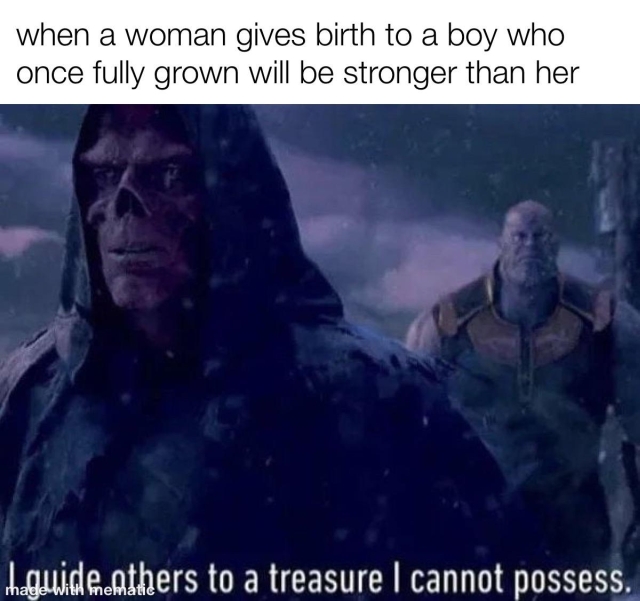 when a woman gives birth to a boy who
once fully grown will be stronger than her
I guide others to a treasure I cannot possess.
made with mematic